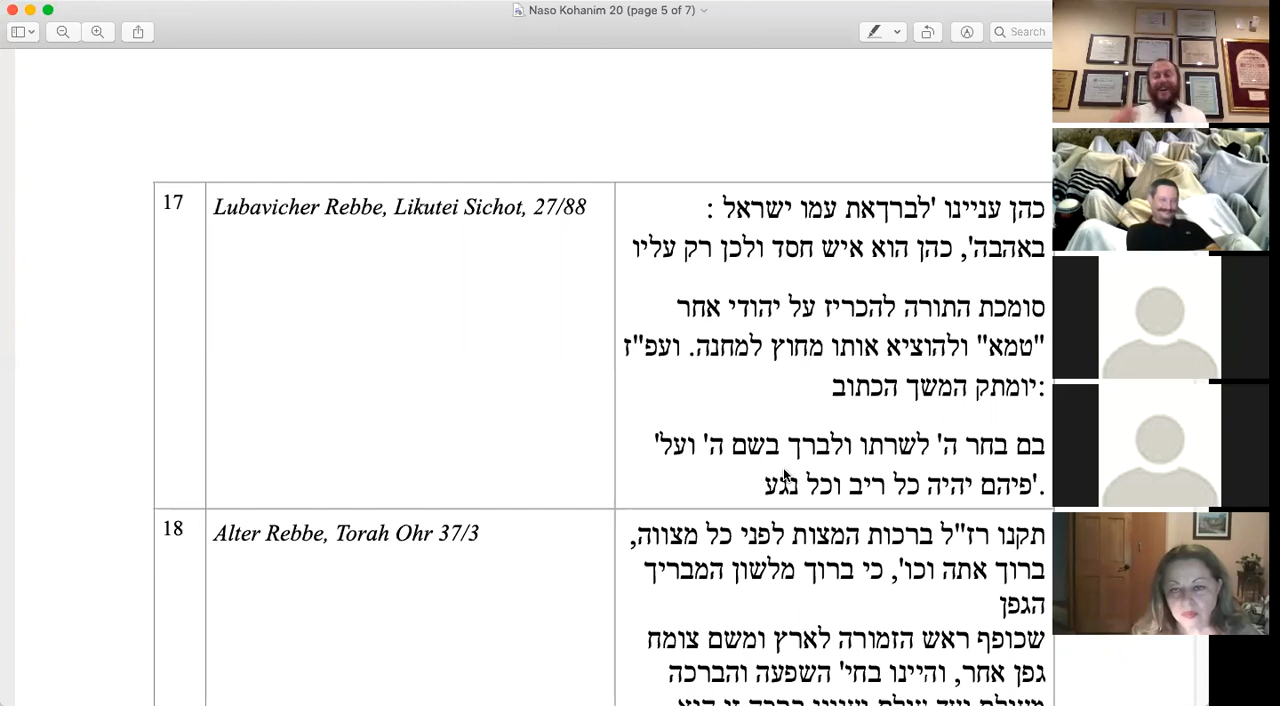 Naso Kohanim 20 (page 5 of 7)
Search
17
Lubavicher Rebbe, Likutei Sichot, 27/88
כהן עניינו 'לברךאת עמו ישראל :
באהבה', כהן הוא איש חסד ולכן רק עליו
סומכת התורה להכריז על יהודי אחר
"טמא" ולהוציא אותו מחוץ למחנה. ועפ"ז
:יומתק המשך הכתוב
בם בחר ה' לשרתו ולברך בשם ה' ועל'
.'פיהם יהיה כל ריב וכל נגע
18
Alter Rebbe, Torah Ohr 37/3
תקנו רז"ל ברכות המצות לפני כל מצווה,
ברוך אתה וכו', כי ברוך מלשון המבריך
הגפן
שכופף ראש הזמורה לארץ ומשם צומח
גפן אחר, והיינו בחי' השפעה והברכה